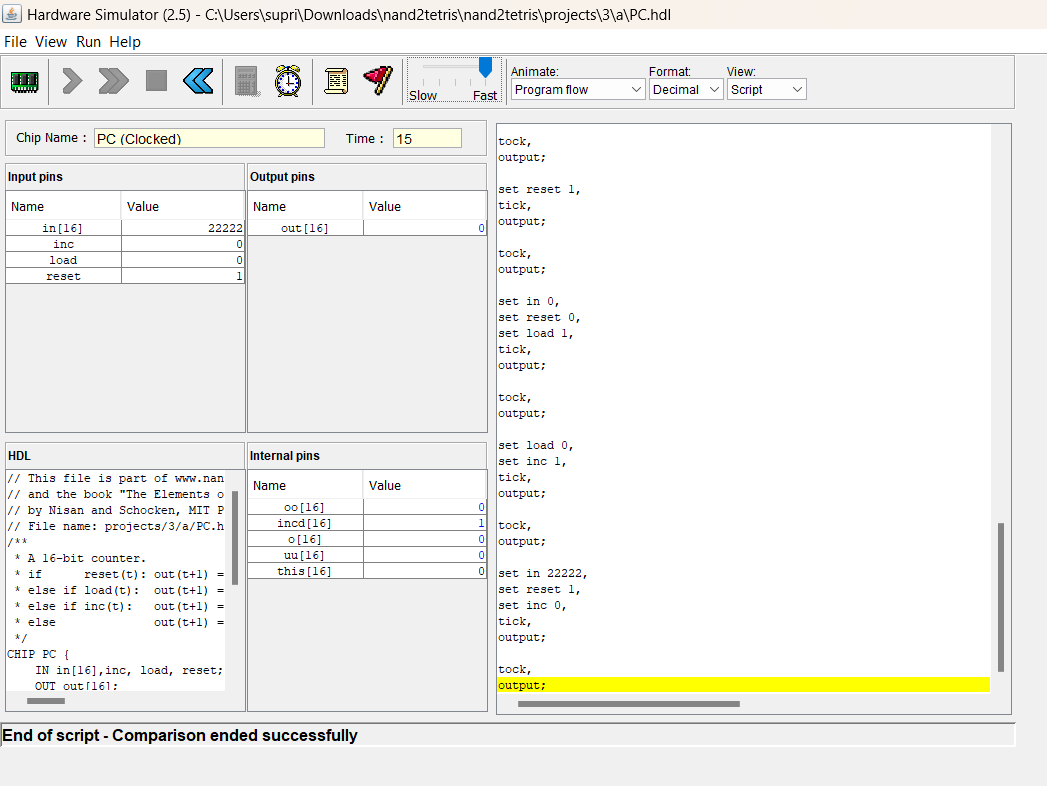 Hardware Simulator (2.5) - C:\Users\supri\Downloads\nand2tetris\nand2tetris\projects\3\a\PC.hdl
File View Run Help
Slow Fast
Animate: Format: View:
Program flow Decimal Script
Chip Name : PC (Clocked) Time : 15
Input pins
Name Value
in[16] 22222
inc 0
load 0
reset 1
Output pins
Name Value
out[16] 0
HDL
// This file is part of www.nan
// and the book "The Elements o
// by Nisan and Schocken, MIT P
// File name: projects/3/a/PC.h
/**
* A 16-bit counter.
* if reset(t): out(t+1) =
* else if load(t): out(t+1) =
* else if inc(t): out(t+1) =
* else out(t+1) =
*/
CHIP PC {
IN in[16],inc, load, reset;
OUT out[16];
Internal pins
Name Value
oo[16] 0
incd[16] 1
o[16] 0
uu[16] 0
this[16] 0
tock,
output;
set reset 1,
tick,
output;
tock,
output;
set in 0,
set reset 0,
set load 1,
tick,
output;
tock,
output;
set load 0,
set inc 1,
tick,
output;
tock,
output;
set in 22222,
set reset 1,
set inc 0,
tick,
output;
tock,
output;
End of script - Comparison ended successfully